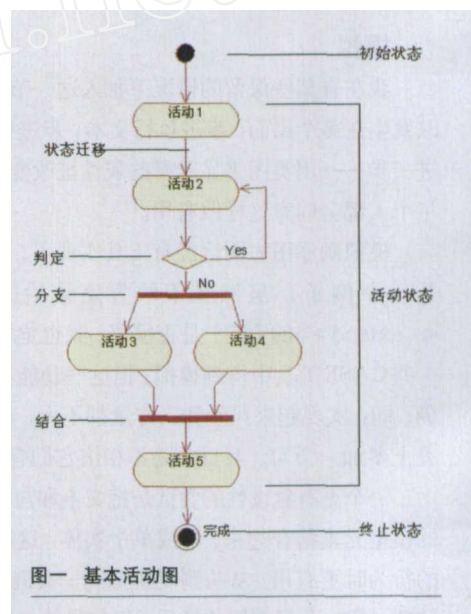 初始状态
活动1
状态迁移
活动2
Yes
判定
No
分支
活动状态
活动3
活动4
结合
活动5
完成
终止状态
图一 基本活动图